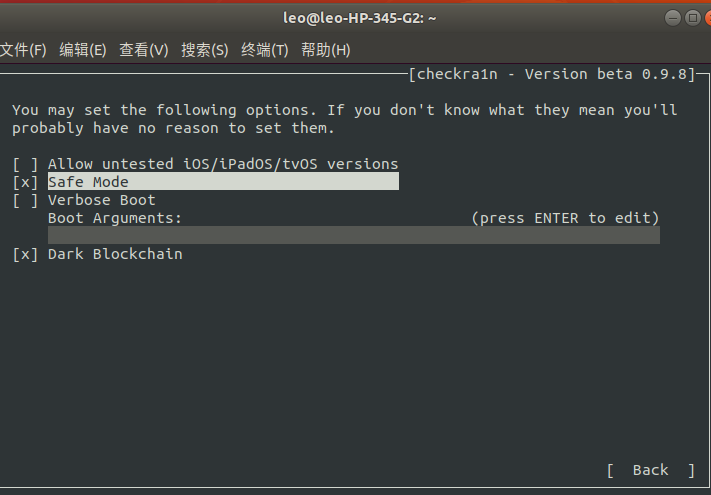 leo@leo-HP-345-G2: ~
文件(F) 编辑(E) 查看(V) 搜索(S) 终端(T) 帮助(H)
[checkra1n - Version beta 0.9.8]
You may set the following options. If you don't know what they mean you'll
probably have no reason to set them.
[ ] Allow untested iOS/iPadOS/tvOS versions
[x] Safe Mode
[ ] Verbose Boot
Boot Arguments: (press ENTER to edit)
[x] Dark Blockchain
[ Back ]